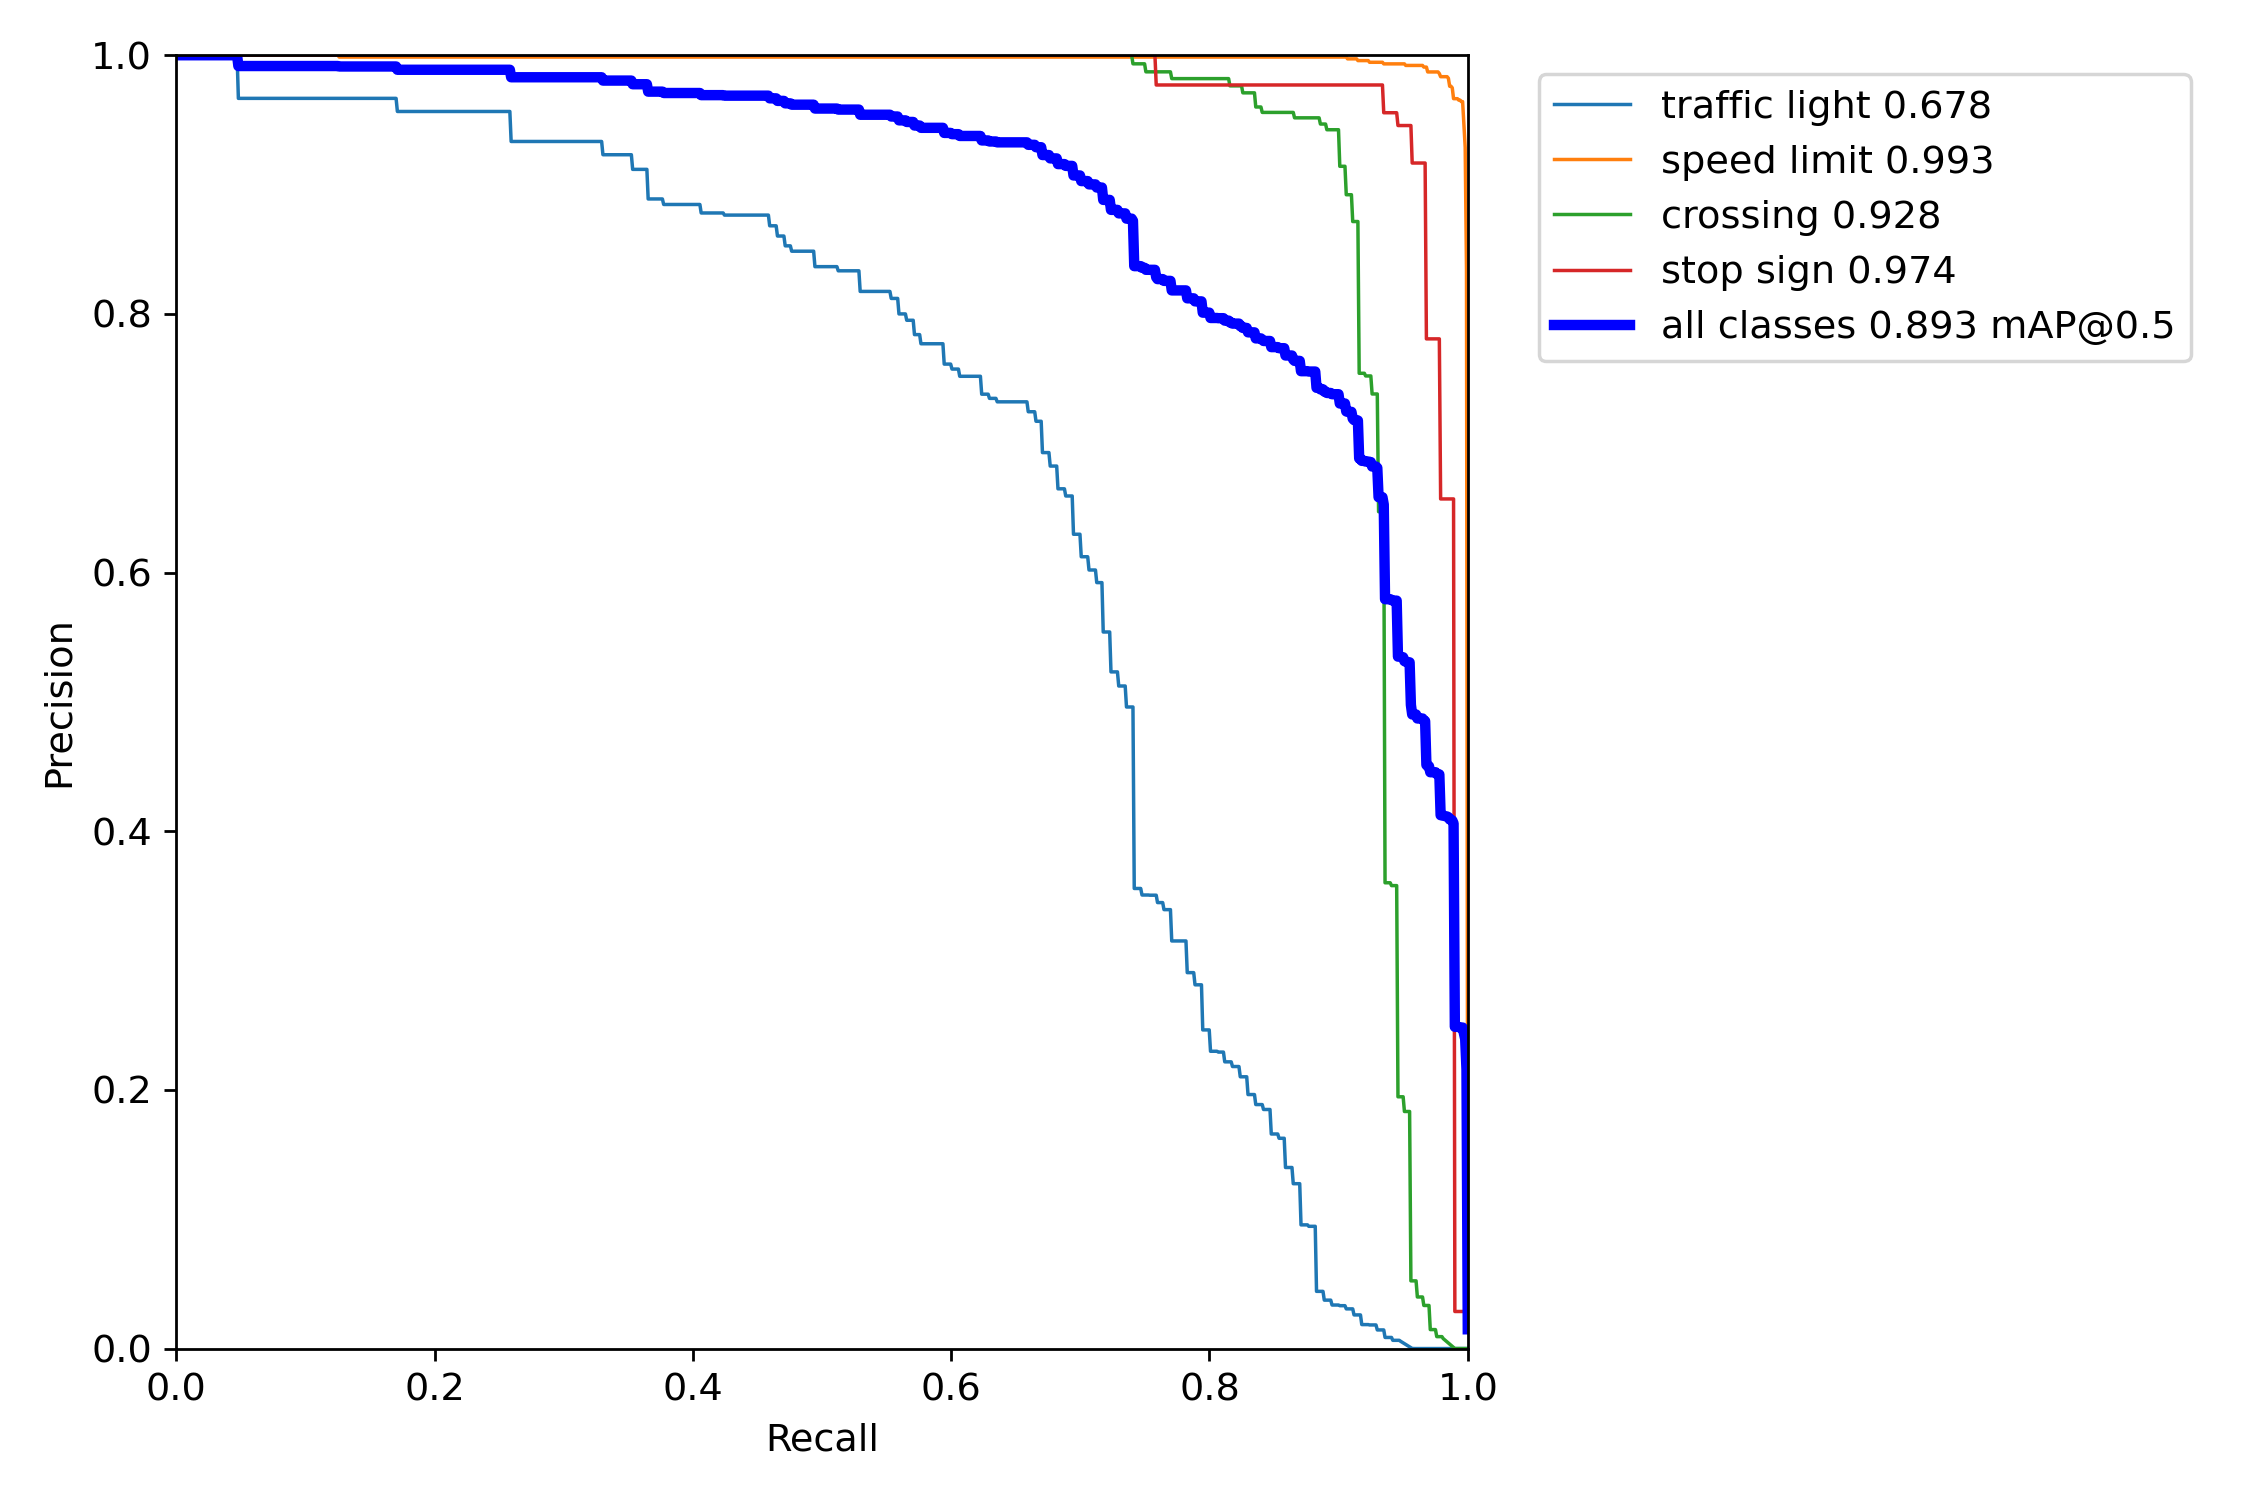 1.0
0.8
0.6
0.4
0.2
0.0
0.0 0.2 0.4 0.6 0.8 1.0
Recall
Precision
traffic light 0.678
speed limit 0.993
crossing 0.928
stop sign 0.974
all classes 0.893 mAP@0.5